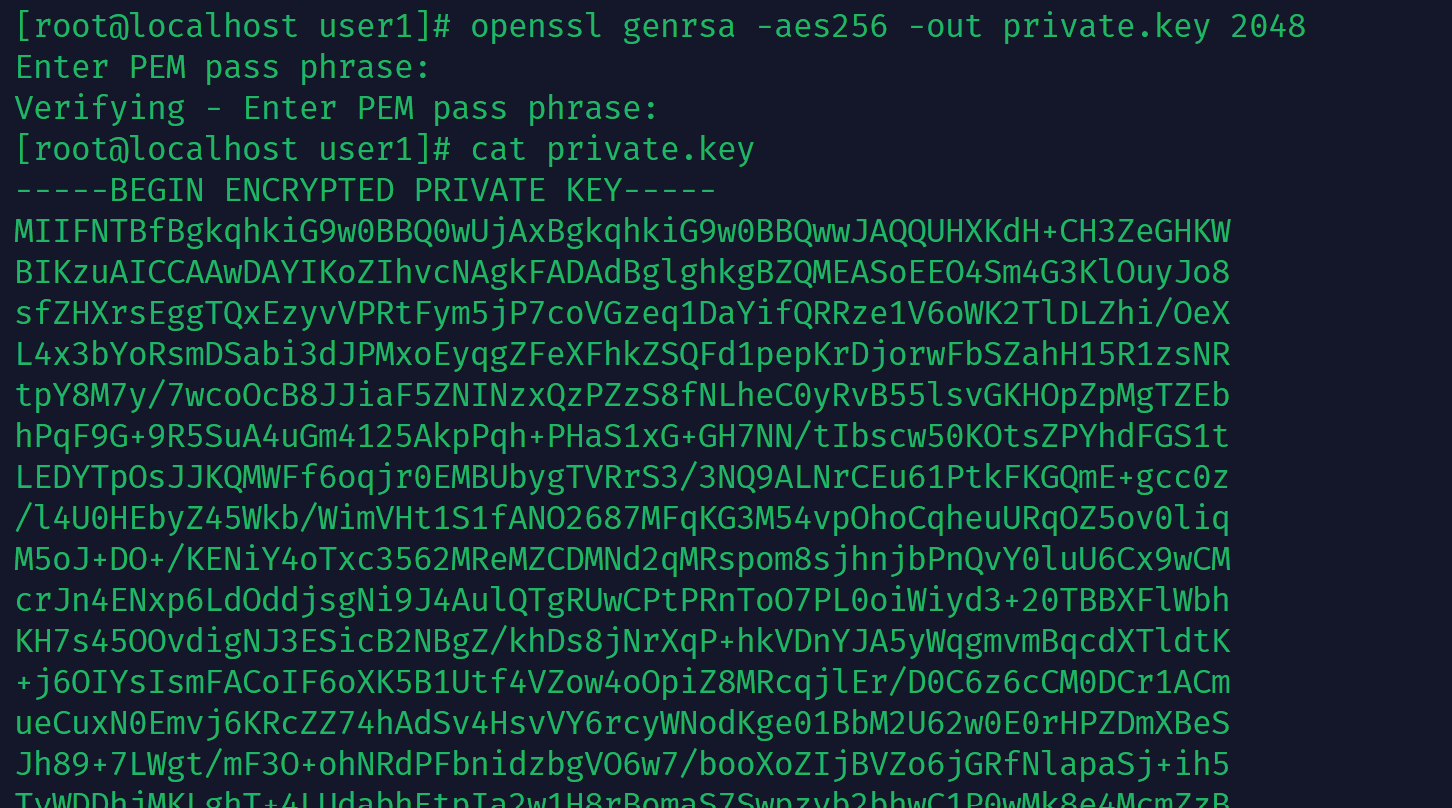 [root@localhost user1]# openssl genrsa -aes256 -out private.key 2048
Enter PEM pass phrase:
Verifying - Enter PEM pass phrase:
[root@localhost user1]# cat private.key
-----BEGIN ENCRYPTED PRIVATE KEY-----
MIIFNTBfBgkqhkiG9w0BBQ0wUjAxBgkqhkiG9w0BBQwwJAQQUHXKdH+CH3ZeGHKW
BIKzuAICCAAwDAYIKoZIhvcNAgkFADAdBglghkgBZQMEASoEEO4Sm4G3KlOuyJo8
sfZHXrsEggTQxEzyvVPRtFym5jP7coVGzeq1DaYifQRRze1V6oWK2TlDLZhi/OeX
L4x3bYoRsmDSabi3dJPMxoEyqgZFeXFhkZSQFd1pepKrDjorwFbSZahH15R1zsNR
tpY8M7y/7wcoOcB8JJiaF5ZNINzxQzPZzS8fNLheC0yRvB55lsvGKHOpZpMgTZEb
hPqF9G+9R5SuA4uGm4125AkpPqh+PHaS1xG+GH7NN/tIbscw50KOtsZPYhdFGS1t
LEDYTpOsJJKQMWFf6oqjr0EMBUbygTVRrS3/3NQ9ALNrCEu61PtkFKGQmE+gcc0z
/l4U0HEbyZ45Wkb/WimVHt1S1fANO2687MFqKG3M54vpOhoCqheuURqOZ5ov0liq
M5oJ+DO+/KENiY4oTxc3562MReMZCDMNd2qMRspom8sjhnjbPnQvY0luU6Cx9wCM
crJn4ENxp6LdOddjsgNi9J4AulQTgRUwCPtPRnToO7PL0oiWiyd3+20TBBXFlWbh
KH7s45OOvdigNJ3ESicB2NBgZ/khDs8jNrXqP+hkVDnYJA5yWqgmvmBqcdXTldtK
+j6OIYsIsmFACoIF6oXK5B1Utf4VZow4oOpiZ8MRcqjlEr/D0C6z6cCM0DCr1ACm
ueCuxN0Emvj6KRcZZ74hAdSv4HsvVY6rcyWNodKge01BbM2U62w0E0rHPZDmXBeS
Jh89+7LWgt/mF3O+ohNRdPFbnidzbgVO6w7/booXoZIjBVZo6jGRfNlapaSj+ih5